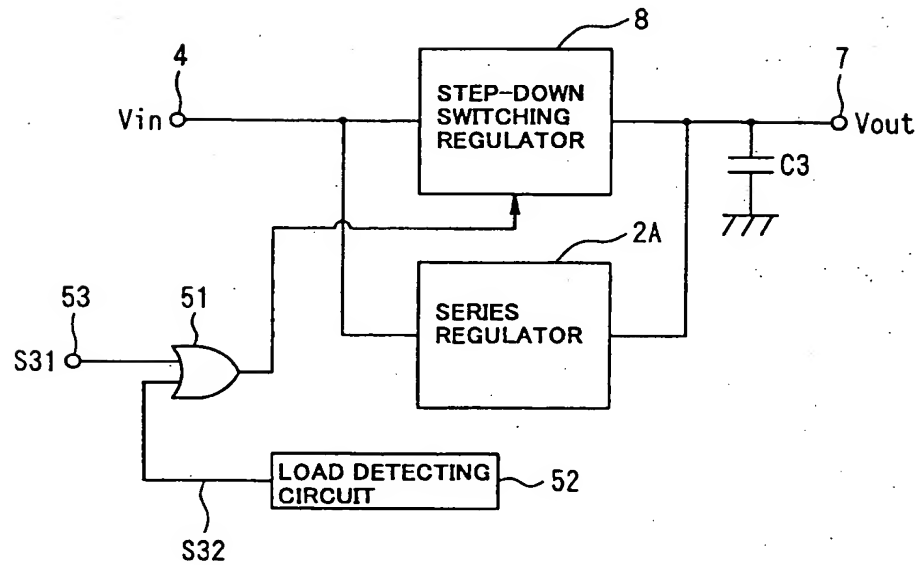 8
4
7
STEP-DOWN
SWITCHING
REGULATOR
Vin
Vout
C3
2A
53
51
SERIES
REGULATOR
S31
LOAD DETECTING
CIRCUIT
52
S32